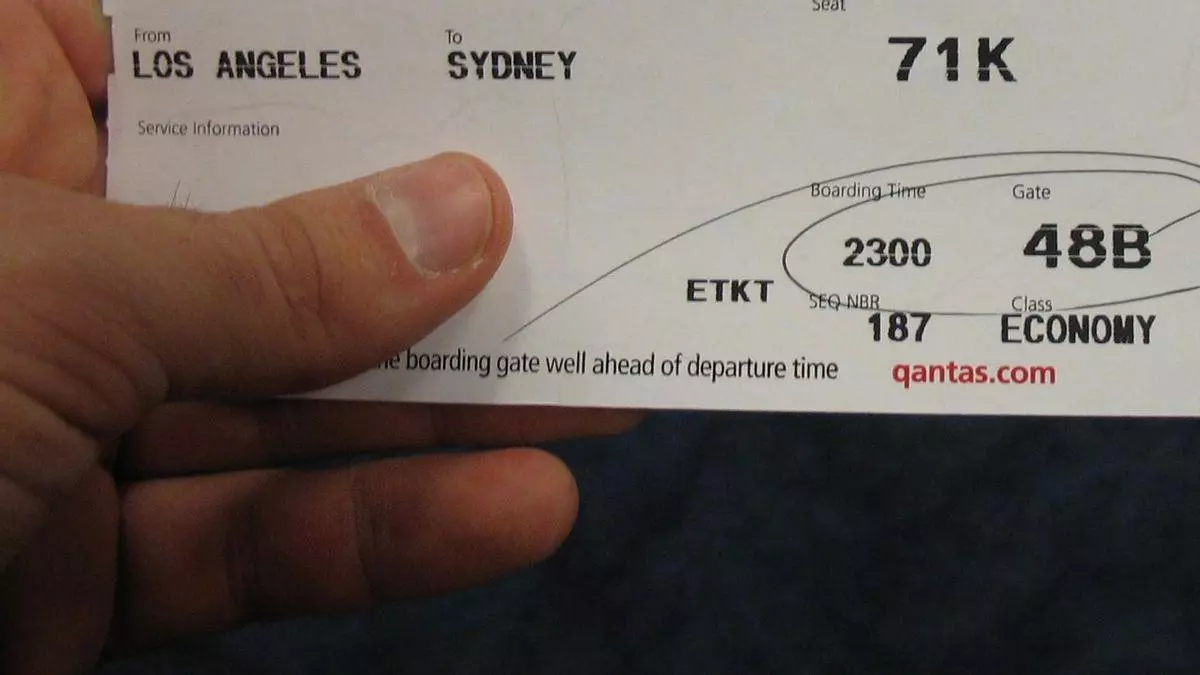 Seat
From To
LOS ANGELES SYDNEY 71K
Service Information
Boarding Time Gate
2300 48B
ETKT
SEQ NBR Class
187 ECONOMY
boarding gate well ahead of departure time
qantas.com